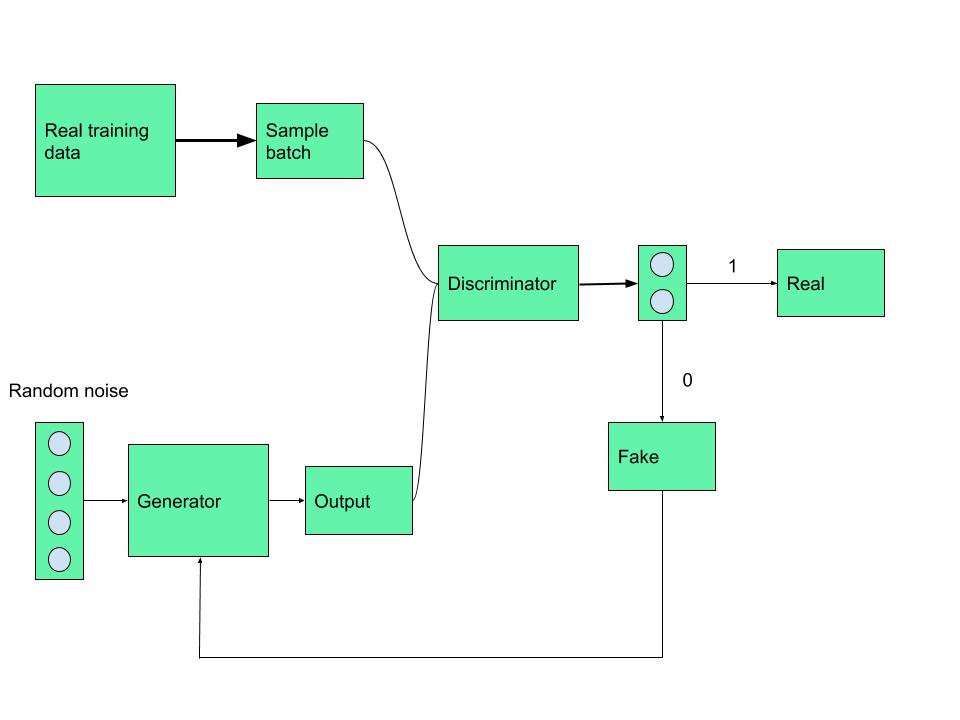 Real training
data
Sample
batch
Discriminator
1
Real
0
Random noise
Fake
Generator
Output